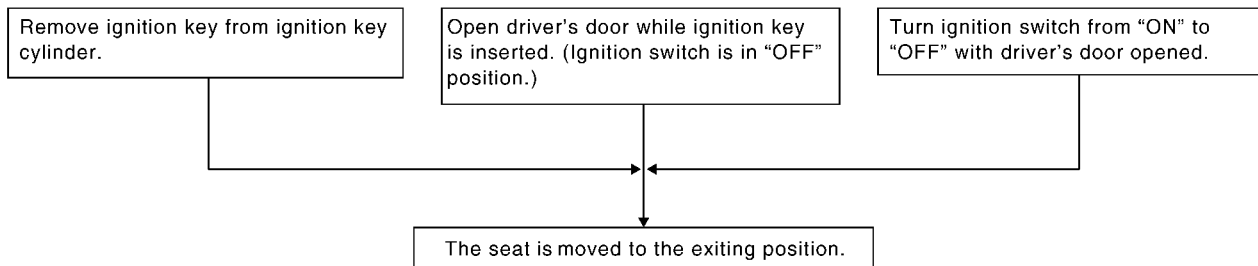 Remove ignition key from ignition key
cylinder.
Open driver's door while ignition key
is inserted. (Ignition switch is in “OFF”
position.)
Turn ignition switch from “ON” to
“OFF” with driver's door opened.
The seat is moved to the exiting position.